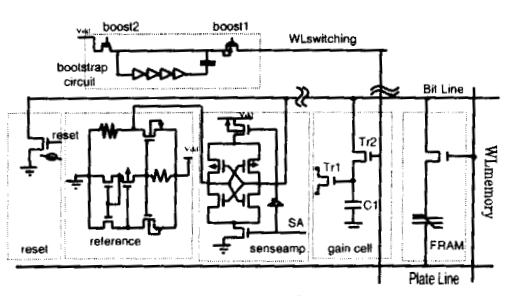 boost2
boost1
Vdd
WLswitching
bootstrap
circuit
Bit Line
reset
Vdd
Vdd
Tr2
Tr1
C1
SA
WLmemory
reset
reference
senseamp
gain cell
FRAM
Plate Line